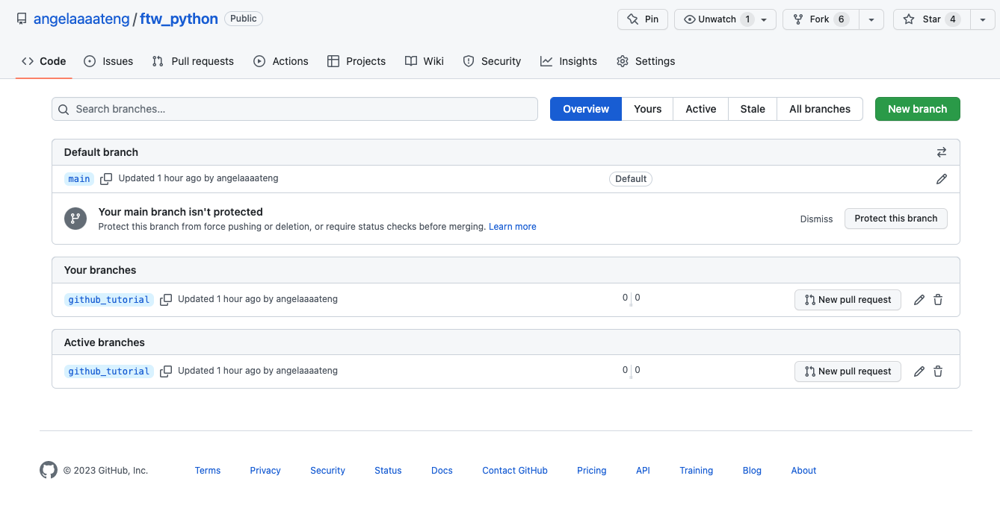 angelaaaateng / ftw_python Public Pin Unwatch 1 Fork 6 Star 4
Code Issues Pull requests Actions Projects Wiki Security Insights Settings
Search branches... Overview Yours Active Stale All branches New branch
Default branch
main Updated 1 hour ago by angelaaaateng Default
Your main branch isn't protected
Protect this branch from force pushing or deletion, or require status checks before merging. Learn more Dismiss Protect this branch
Your branches
github_tutorial Updated 1 hour ago by angelaaaateng 0 0 New pull request
Active branches
github_tutorial Updated 1 hour ago by angelaaaateng 0 0 New pull request
© 2023 GitHub, Inc. Terms Privacy Security Status Docs Contact GitHub Pricing API Training Blog About